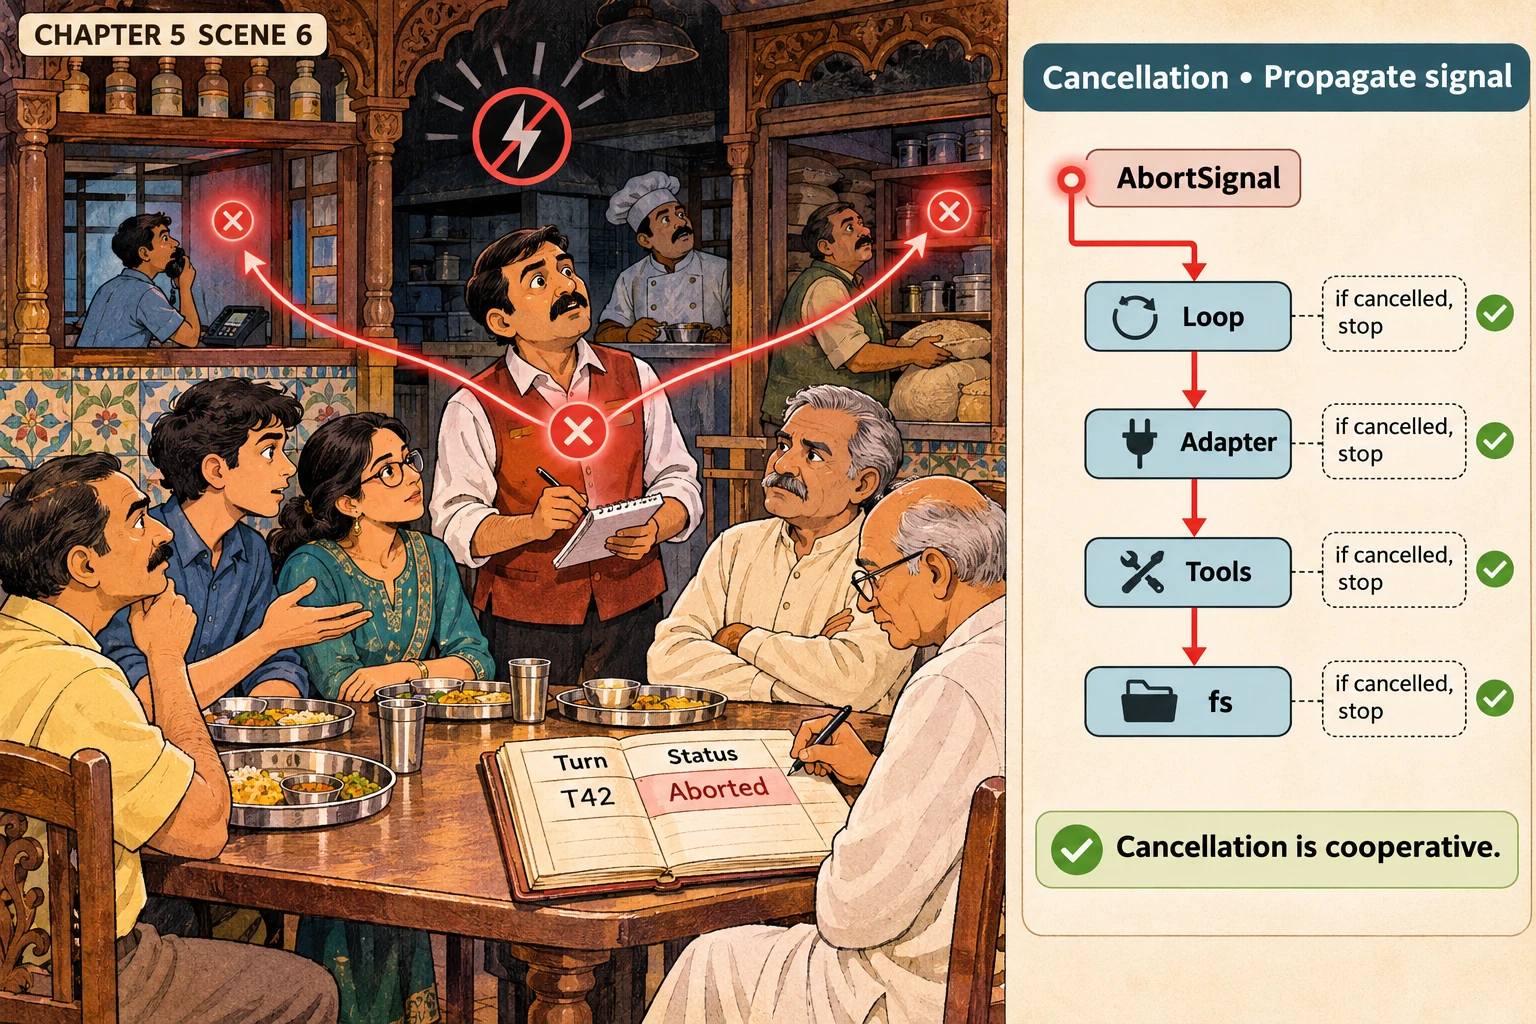 CHAPTER 5 SCENE 6
Turn Status
T42 Aborted
Cancellation • Propagate signal
AbortSignal
Loop
if cancelled,
stop
Adapter
if cancelled,
stop
Tools
if cancelled,
stop
fs
if cancelled,
stop
Cancellation is cooperative.